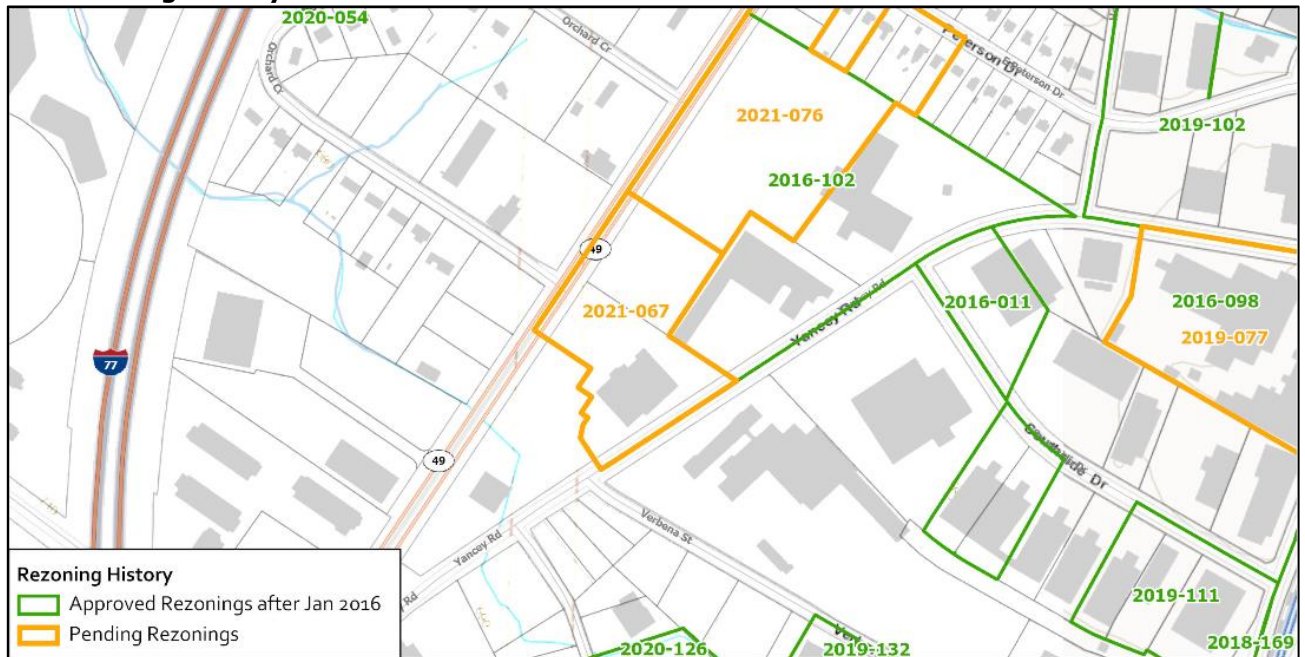 2020-054
Orchard Cr
Orchard Cr
Peterson Dr
E Peterson Dr
2021-076
2019-102
2016-102
49
2021-067
Yancey Rd
2016-011
2016-098
2019-077
77
49
Southside Dr
Verbena St
Yancey Rd
Rd
2019-111
2018-169
2020-126
2019-132
Rezoning History
Approved Rezonings after Jan 2016
Pending Rezonings